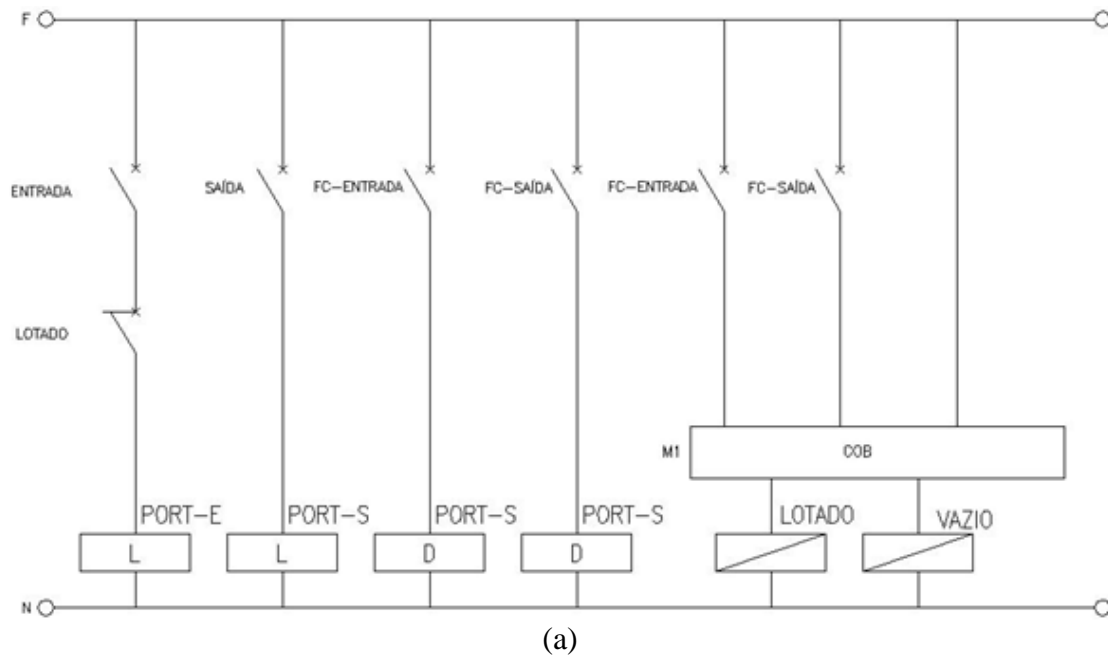 F
ENTRADA
SAÍDA
FC-ENTRADA
FC-SAÍDA
FC-ENTRADA
FC-SAÍDA
LOTADO
M1
COB
PORT-E
PORT-S
PORT-S
PORT-S
LOTADO
VAZIO
L
L
D
D
N
(a)